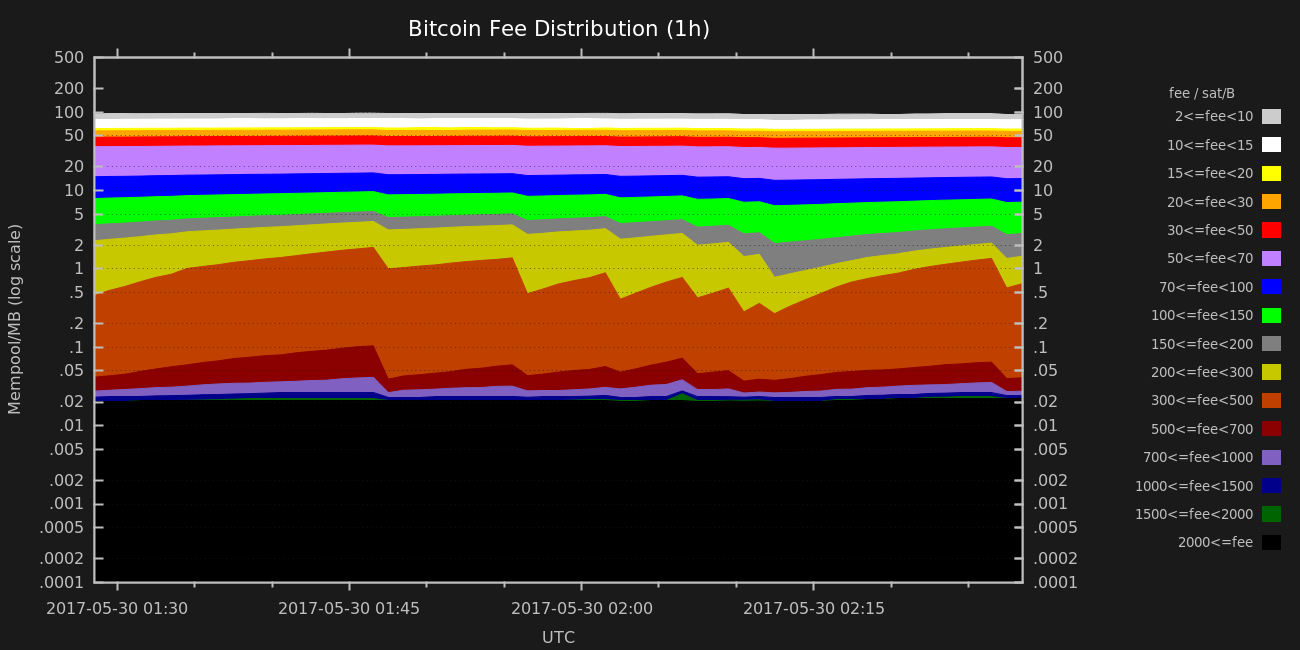 Bitcoin Fee Distribution (1h)
500
200
100
50
20
10
5
2
1
.5
.2
.1
.05
.02
.01
.005
.002
.001
.0005
.0002
.0001
Mempool/MB (log scale)
500
200
100
50
20
10
5
2
1
.5
.2
.1
.05
.02
.01
.005
.002
.001
.0005
.0002
.0001
2017-05-30 01:30
2017-05-30 01:45
2017-05-30 02:00
2017-05-30 02:15
UTC
fee / sat/B
2<=fee<10
10<=fee<15
15<=fee<20
20<=fee<30
30<=fee<50
50<=fee<70
70<=fee<100
100<=fee<150
150<=fee<200
200<=fee<300
300<=fee<500
500<=fee<700
700<=fee<1000
1000<=fee<1500
1500<=fee<2000
2000<=fee